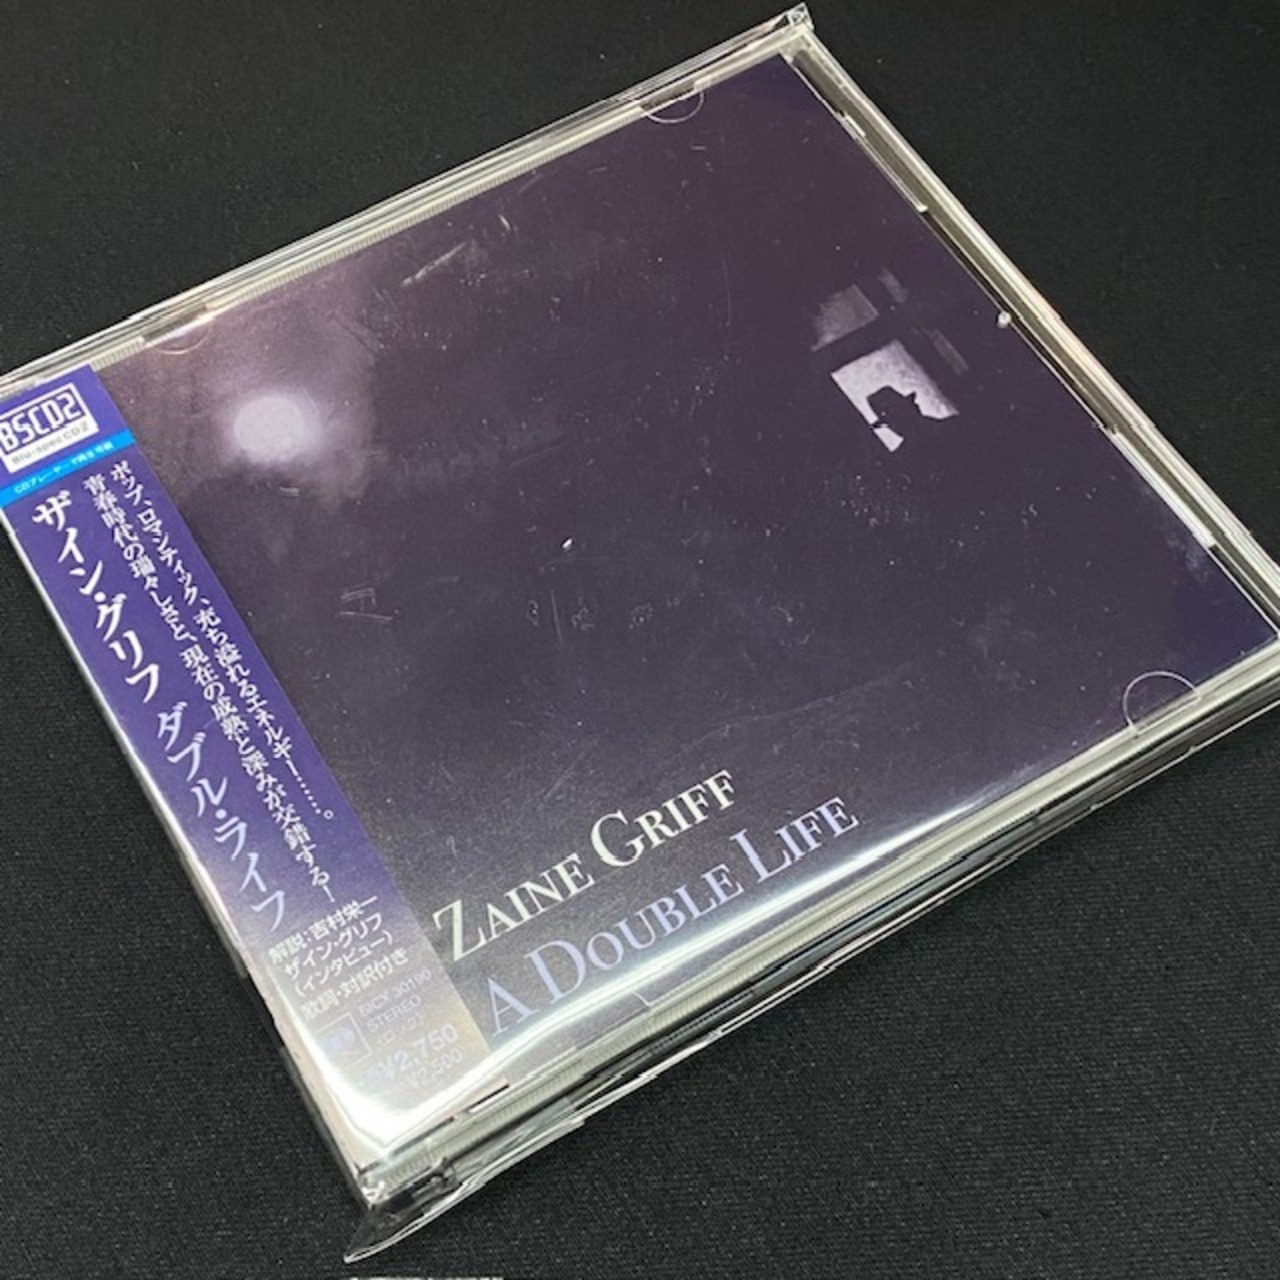 BSCD2
Blu-spec CD 2
CDプレーヤーで再生可能
ポップ、ロマンティック、充ち溢れるエネルギー……。
青春時代の瑞々しさと、現在の成熟と深みが交錯する！
ザイン・グリフ ダブル・ライフ
解説：吉村栄一
ザイン・グリフ
(インタビュー)
歌詞・対訳付き
SICX 30190
STEREO
¥2,750
¥2,500
ZAINE GRIFF
A DOUBLE LIFE